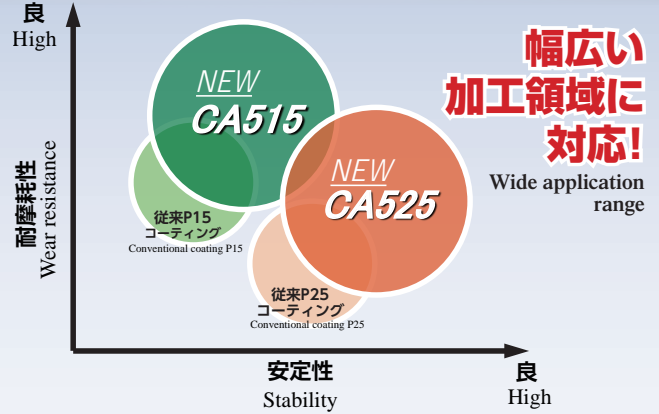 良
High
幅広い
加工領域に
対応!
Wide application
range
NEW
CA515
NEW
CA525
耐摩耗性
Wear resistance
従来P15
コーティング
Conventional coating P15
従来P25
コーティング
Conventional coating P25
安定性
Stability
良
High